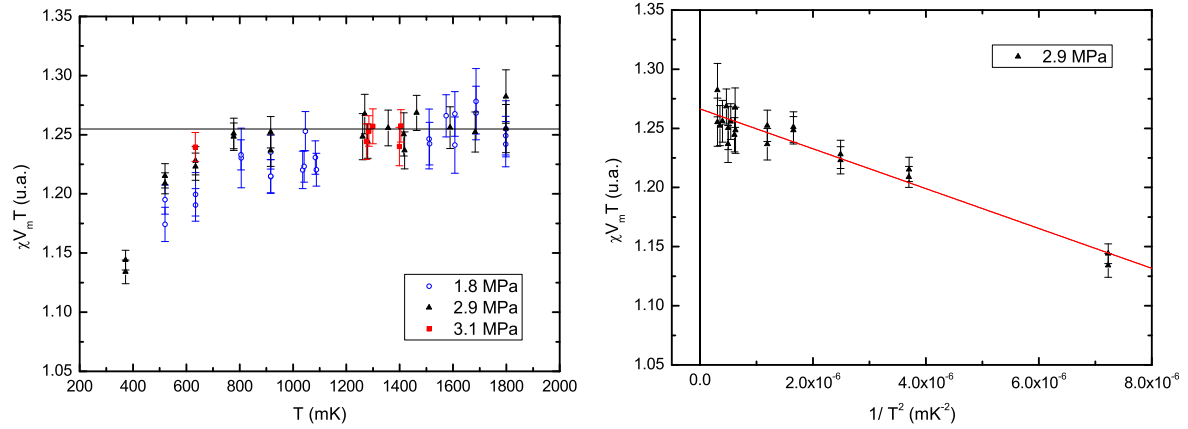 1.35
1.30
1.25
1.20
1.15
1.10
1.05
χVmT (u.a.)
1.8 MPa
2.9 MPa
3.1 MPa
200 400 600 800 1000 1200 1400 1600 1800 2000
T (mK)
1.35
1.30
1.25
1.20
1.15
1.10
1.05
χVmT (u.a.)
2.9 MPa
0.0 2.0x10⁻⁶ 4.0x10⁻⁶ 6.0x10⁻⁶ 8.0x10⁻⁶
1/ T² (mK⁻²)